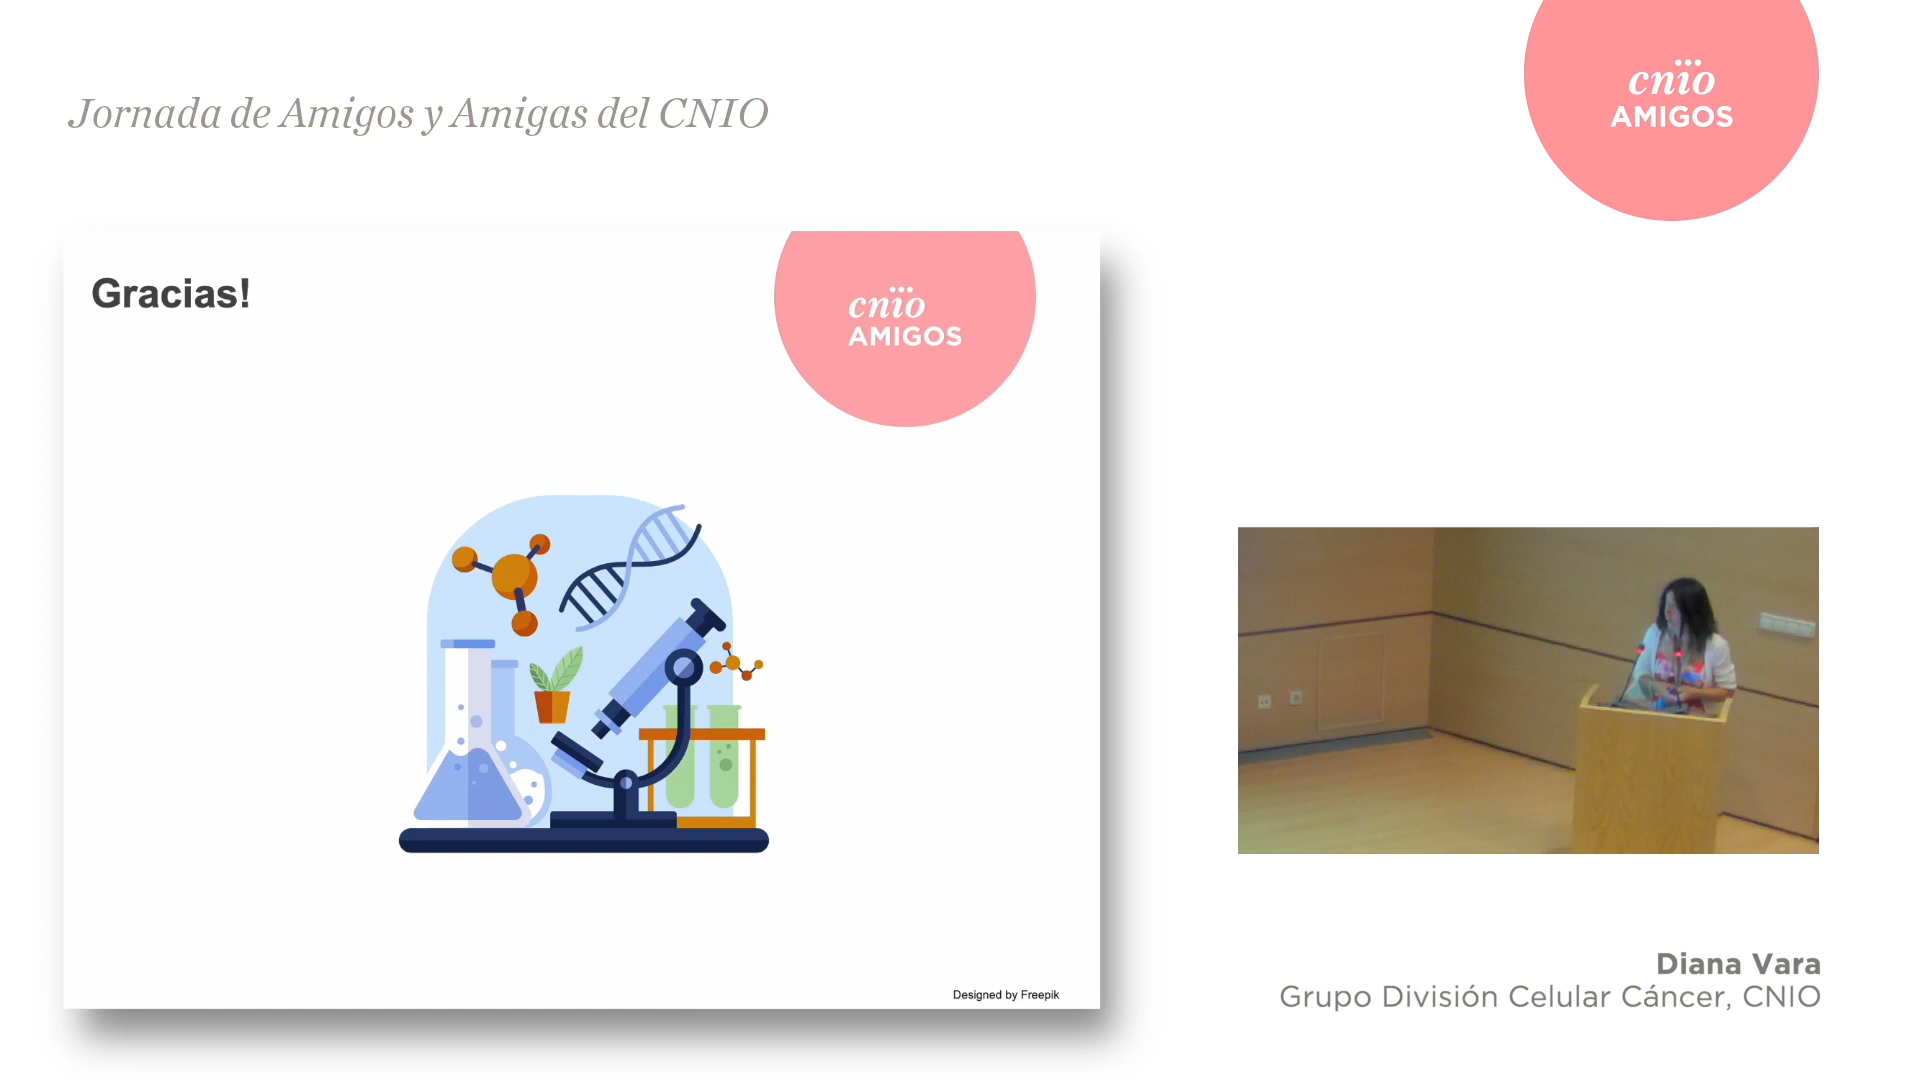 Jornada de Amigos y Amigas del CNIO
cnio
AMIGOS
Gracias!
cnio
AMIGOS
Designed by Freepik
Diana Vara
Grupo División Celular Cáncer, CNIO